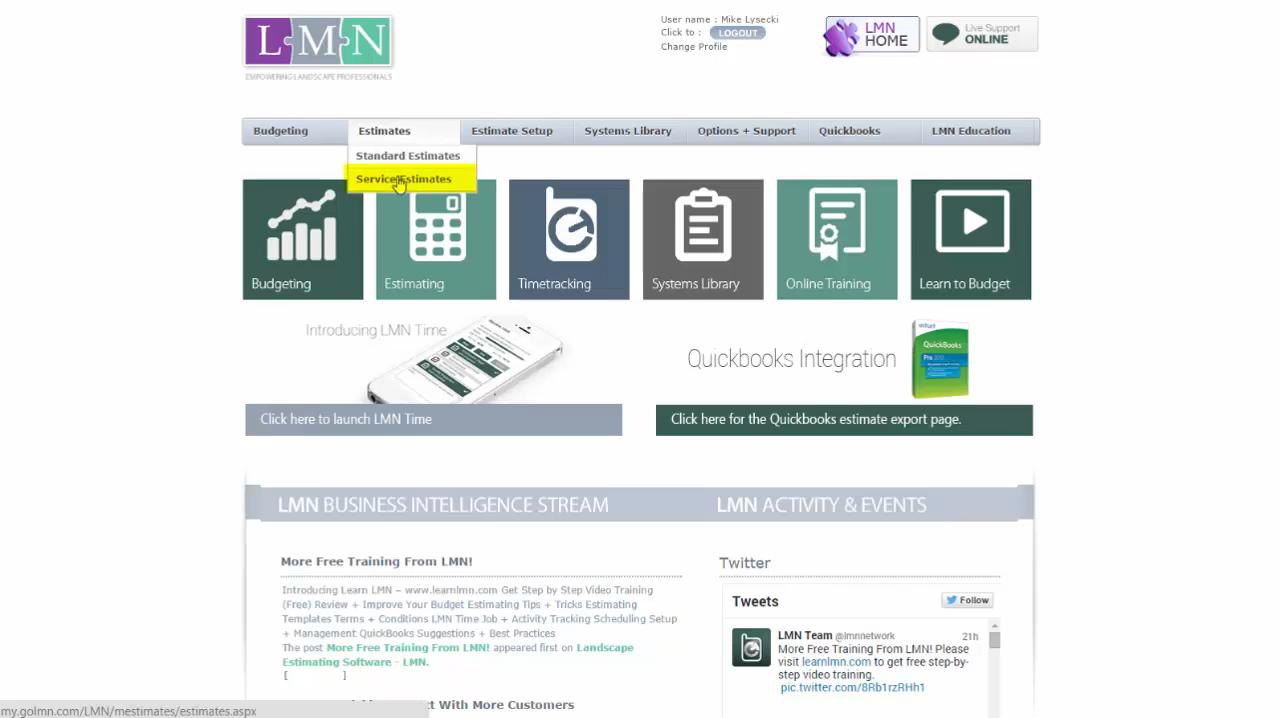 LMN
EMPOWERING LANDSCAPE PROFESSIONALS
User name : Mike Lysecki
Click to : LOGOUT
Change Profile
LMN
HOME
Live Support
ONLINE
Budgeting
Estimates
Estimate Setup
Systems Library
Options + Support
Quickbooks
LMN Education
Standard Estimates
Service Estimates
Budgeting
Estimating
Timetracking
Systems Library
Online Training
Learn to Budget
Introducing LMN Time
Quickbooks Integration
QuickBooks
Click here to launch LMN Time
Click here for the Quickbooks estimate export page.
LMN BUSINESS INTELLIGENCE STREAM
LMN ACTIVITY & EVENTS
More Free Training From LMN!
Introducing Learn LMN – www.learnlmn.com Get Step by Step Video Training
(Free) Review + Improve Your Budget Estimating Tips + Tricks Estimating
Templates Terms + Conditions LMN Time Job + Activity Tracking Scheduling Setup
+ Management QuickBooks Suggestions + Best Practices
The post More Free Training From LMN! appeared first on Landscape
Estimating Software - LMN.
[ ]
ct With More Customers
Twitter
Tweets
Follow
LMN Team @lmnnetwork 21h
More Free Training From LMN! Please
visit learnlmn.com to get free step-by-
step video training.
pic.twitter.com/8Rb1rzRHh1
my.golmn.com/LMN/mestimates/estimates.aspx